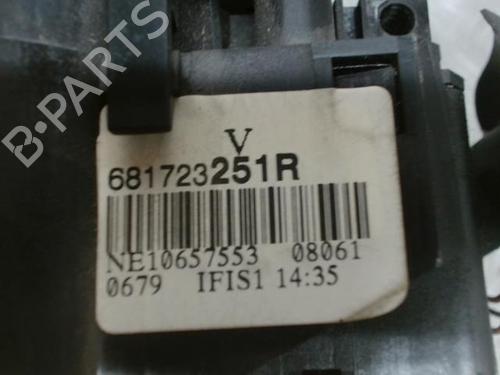 B-PARTS
V
681723251R
NE10657553 08061
0679 IFIS1 14:35